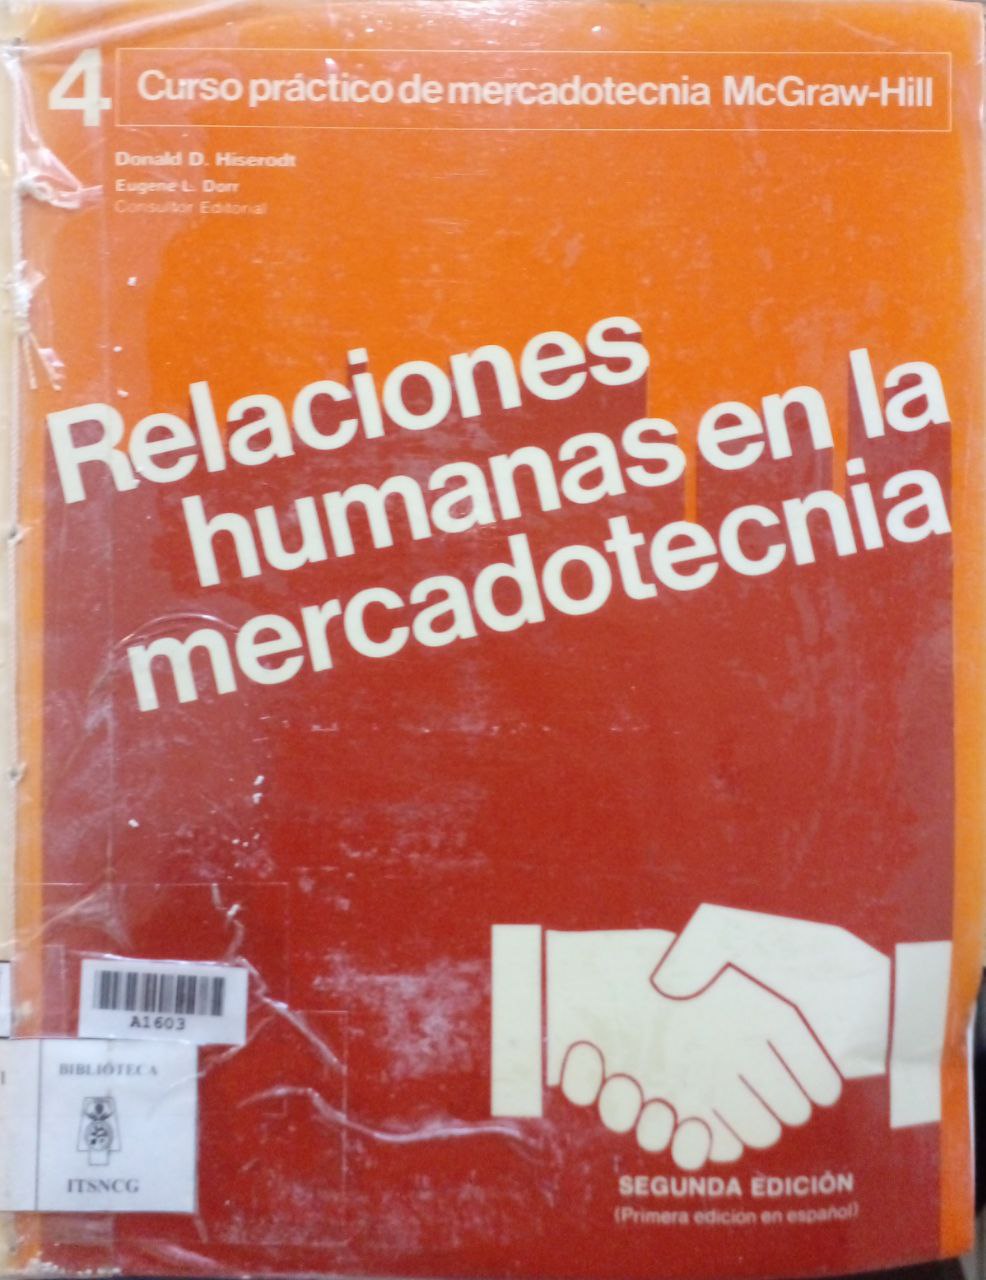 4
Curso práctico de mercadotecnia McGraw-Hill
Donald D. Hiserodt
Eugene L. Dorr
Consultor Editorial
Relaciones
humanas en la
mercadotecnia
A1603
BIBLIOTECA
ITSNCG
SEGUNDA EDICIÓN
(Primera edición en español)